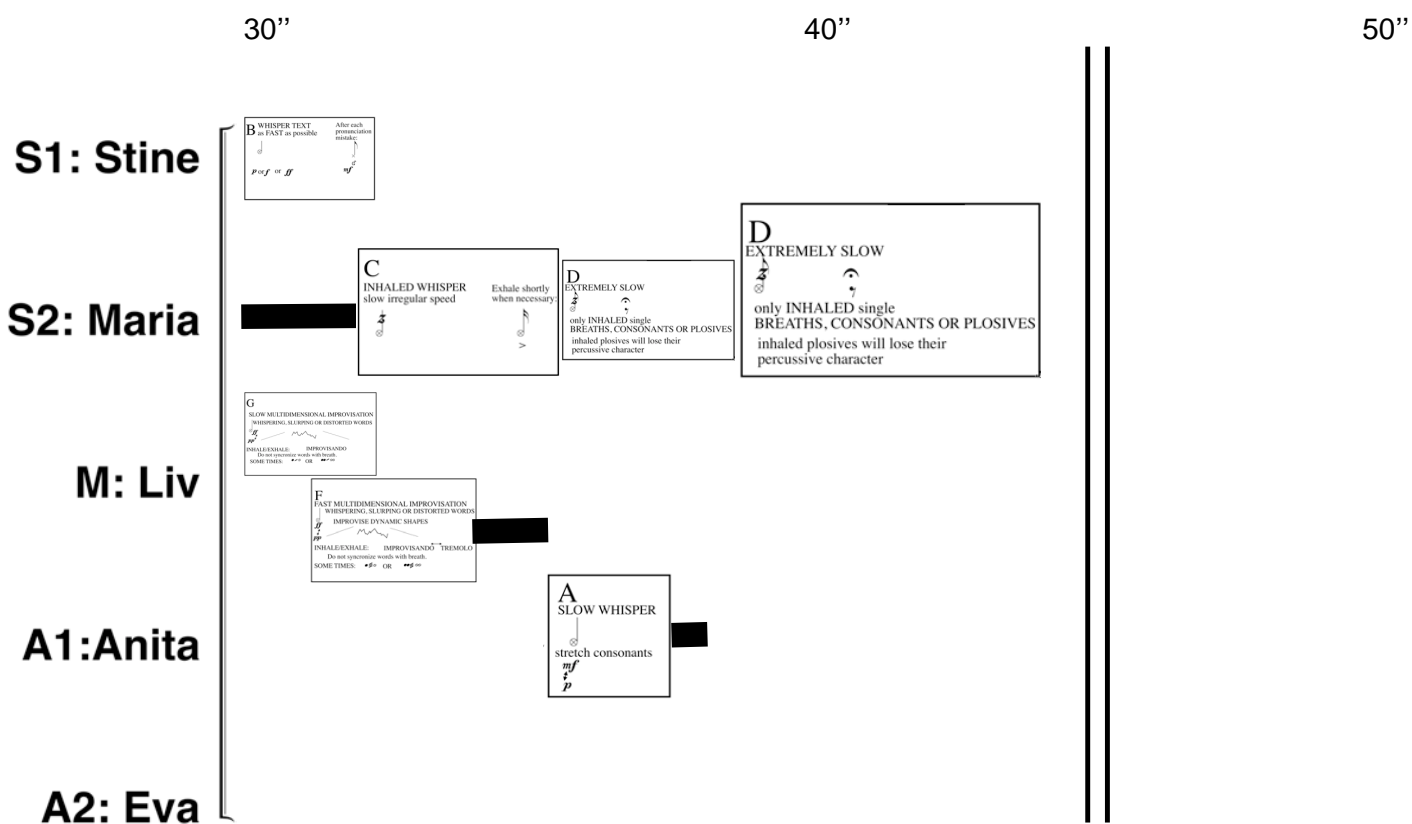 30’’ 40’’ 50’’
S1: Stine
B WHISPER TEXT
as FAST as possible
After each
pronunciation
mistake:
p or f or ff
mf
S2: Maria
C
INHALED WHISPER
slow irregular speed
Exhale shortly
when necessary:
D
EXTREMELY SLOW
only INHALED single
BREATHS, CONSONANTS OR PLOSIVES
inhaled plosives will lose their
percussive character
D
EXTREMELY SLOW
only INHALED single
BREATHS, CONSONANTS OR PLOSIVES
inhaled plosives will lose their
percussive character
M: Liv
G
SLOW MULTIDIMENSIONAL IMPROVISATION
WHISPERING, SLURPING OR DISTORTED WORDS
ff
pp
INHALE/EXHALE: IMPROVISANDO
Do not syncronize words with breath.
SOME TIMES: OR
F
FAST MULTIDIMENSIONAL IMPROVISATION
WHISPERING, SLURPING OR DISTORTED WORDS
IMPROVISE DYNAMIC SHAPES
ff
pp
INHALE/EXHALE: IMPROVISANDO TREMOLO
Do not syncronize words with breath.
SOME TIMES: OR
A1:Anita
A
SLOW WHISPER
stretch consonants
mf
p
A2: Eva